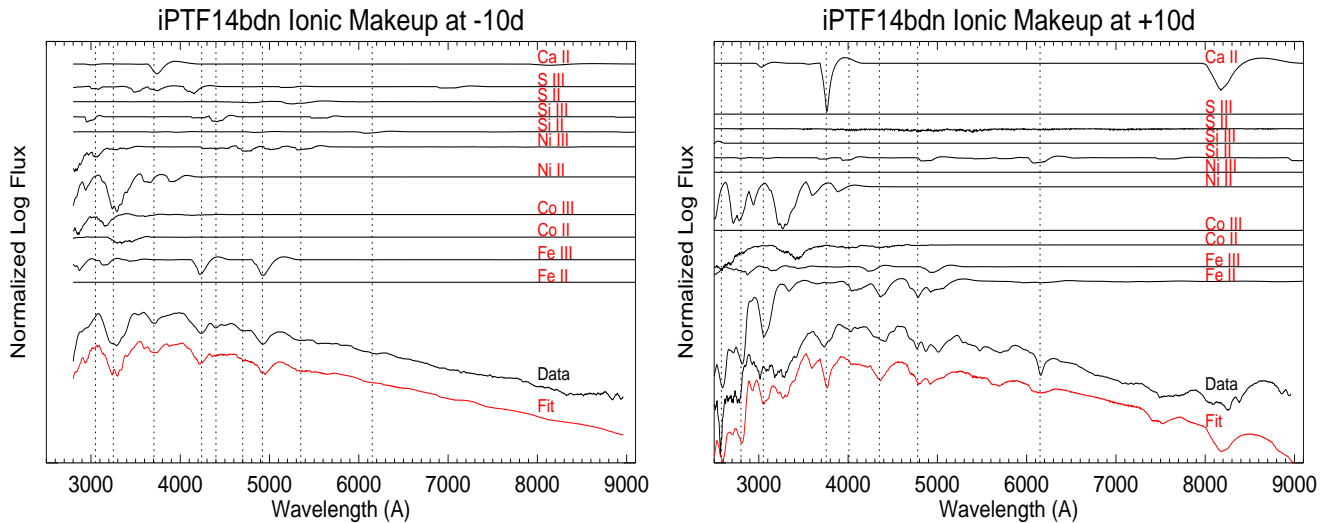 iPTF14bdn Ionic Makeup at -10d
Normalized Log Flux
Ca II
S III
S II
Si III
Si II
Ni III
Ni II
Co III
Co II
Fe III
Fe II
Data
Fit
3000 4000 5000 6000 7000 8000 9000
Wavelength (A)
iPTF14bdn Ionic Makeup at +10d
Normalized Log Flux
Ca II
S III
S II
Si III
Si II
Ni III
Ni II
Co III
Co II
Fe III
Fe II
Data
Fit
3000 4000 5000 6000 7000 8000 9000
Wavelength (A)